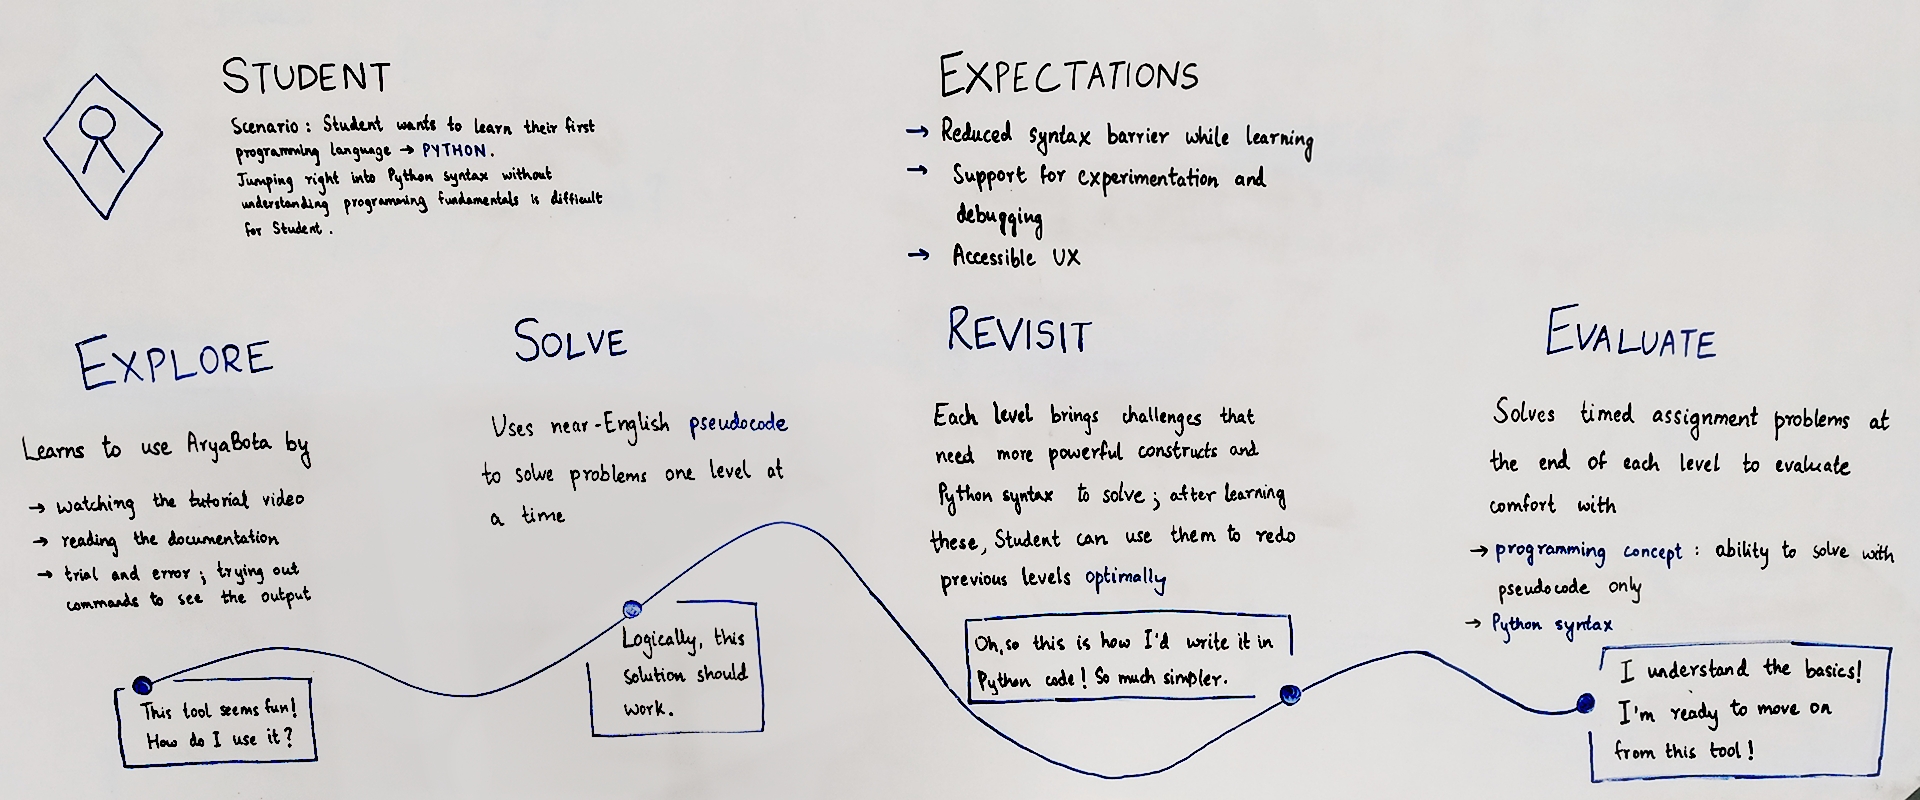 STUDENT
Scenario : Student wants to learn their first
programming language → PYTHON.
Jumping right into Python syntax without
understanding programming fundamentals is difficult
for Student.
EXPECTATIONS
→ Reduced syntax barrier while learning
→ Support for experimentation and
debugging
→ Accessible UX
EXPLORE
Learns to use AryaBota by
→ watching the tutorial video
→ reading the documentation
→ trial and error ; trying out
commands to see the output
This tool seems fun!
How do I use it?
SOLVE
Uses near-English pseudocode
to solve problems one level at
a time
Logically, this
solution should
work.
REVISIT
Each level brings challenges that
need more powerful constructs and
Python syntax to solve ; after learning
these, Student can use them to redo
previous levels optimally
Oh, so this is how I'd write it in
Python code! So much simpler.
EVALUATE
Solves timed assignment problems at
the end of each level to evaluate
comfort with
→ programming concept : ability to solve with
pseudocode only
→ Python syntax
I understand the basics!
I'm ready to move on
from this tool!